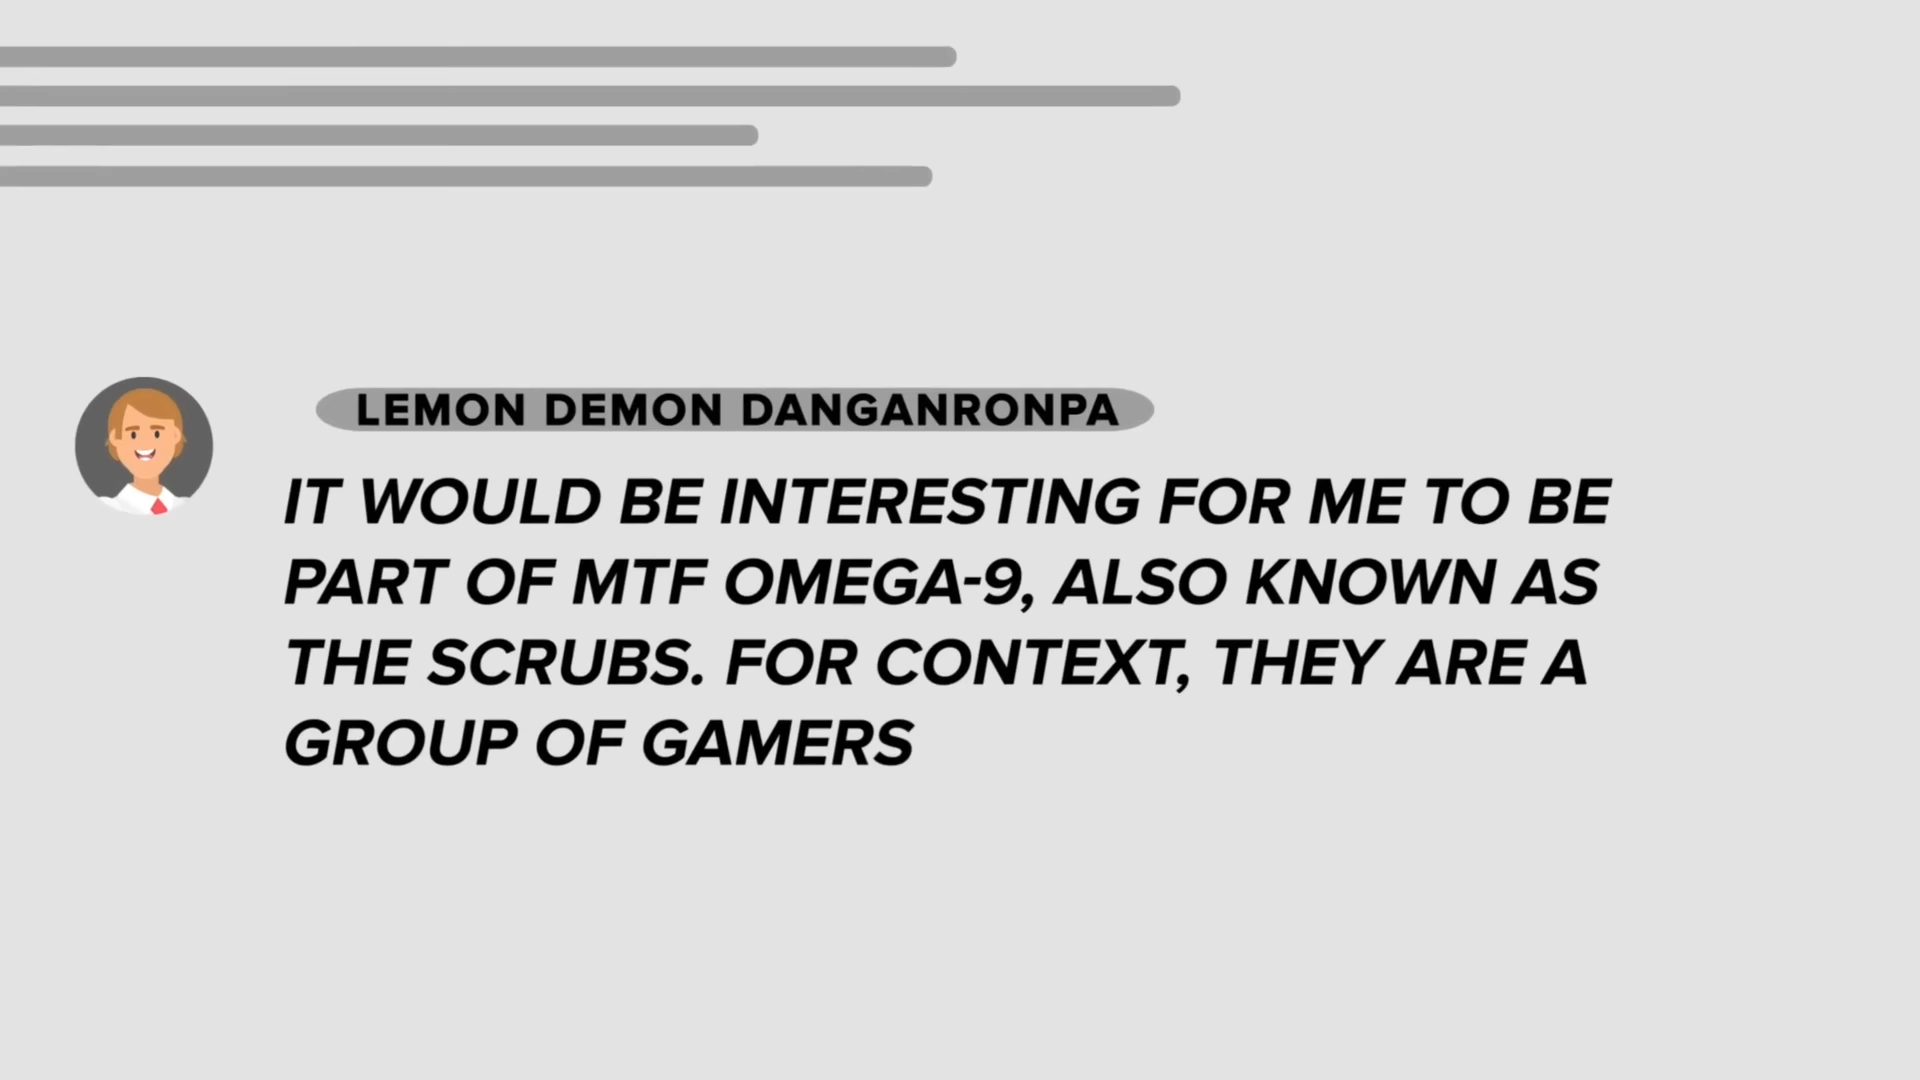 LEMON DEMON DANGANRONPA
IT WOULD BE INTERESTING FOR ME TO BE
PART OF MTF OMEGA-9, ALSO KNOWN AS
THE SCRUBS. FOR CONTEXT, THEY ARE A
GROUP OF GAMERS